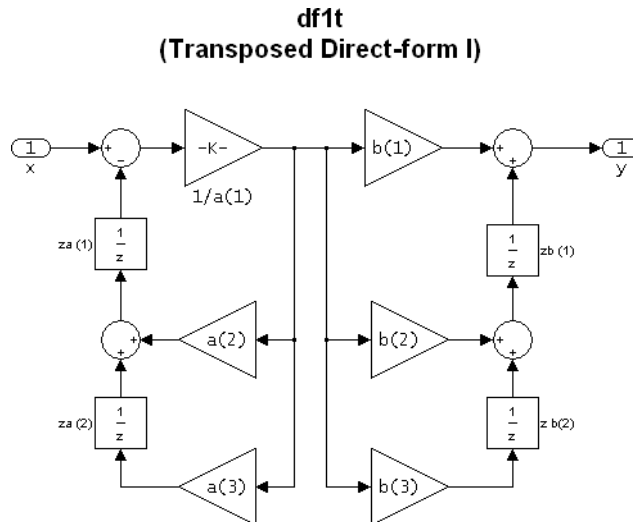 df1t
(Transposed Direct-form I)
1
x
+
−
-K-
1/a(1)
b(1)
+
+
1
y
za (1)
1
z
1
z
zb (1)
+
+
a(2)
b(2)
+
+
za (2)
1
z
1
z
z b(2)
a(3)
b(3)